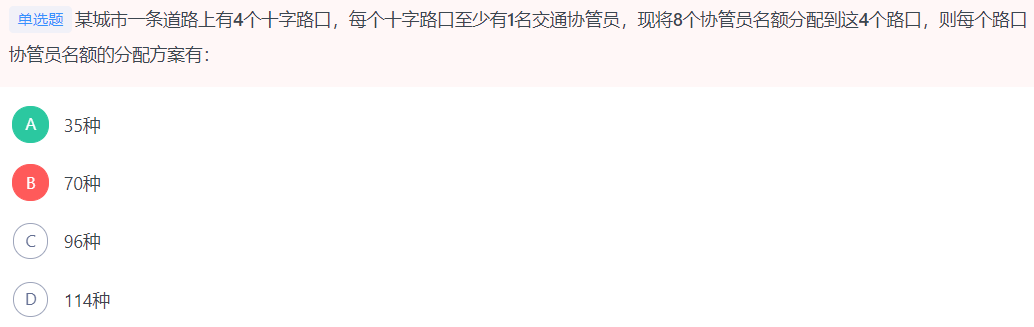 单选题 某城市一条道路上有4个十字路口，每个十字路口至少有1名交通协管员，现将8个协管员名额分配到这4个路口，则每个路口
协管员名额的分配方案有：
A 35种
B 70种
C 96种
D 114种